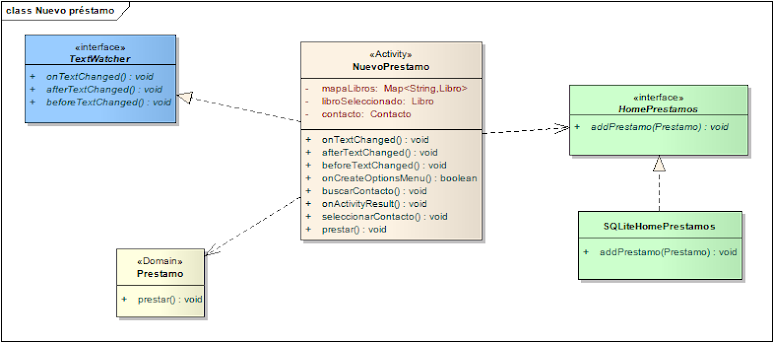 class Nuevo préstamo
«interface»
TextWatcher
+ onTextChanged() : void
+ afterTextChanged() : void
+ beforeTextChanged() : void
«Activity»
NuevoPrestamo
- mapaLibros: Map<String,Libro>
- libroSeleccionado: Libro
- contacto: Contacto
+ onTextChanged() : void
+ afterTextChanged() : void
+ beforeTextChanged() : void
+ onCreateOptionsMenu() : boolean
+ buscarContacto() : void
+ onActivityResult() : void
+ seleccionarContacto() : void
+ prestar() : void
«interface»
HomePrestamos
+ addPrestamo(Prestamo) : void
SQLiteHomePrestamos
+ addPrestamo(Prestamo) : void
«Domain»
Prestamo
+ prestar() : void